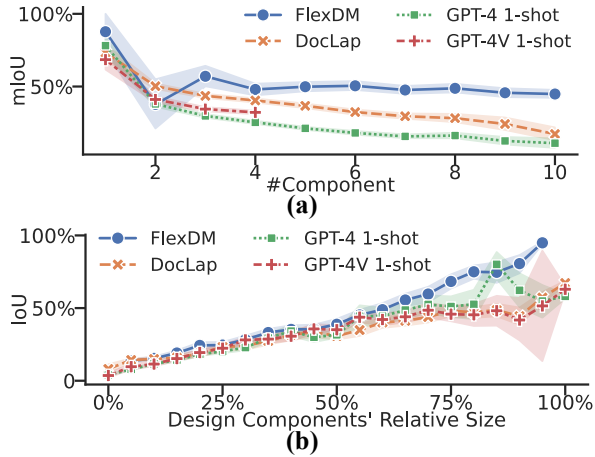 100%
FlexDM
GPT-4 1-shot
DocLap
GPT-4V 1-shot
mIoU
50%
2
4
6
8
10
#Component
(a)
100%
FlexDM
GPT-4 1-shot
DocLap
GPT-4V 1-shot
IoU
50%
0
0%
25%
50%
75%
100%
Design Components' Relative Size
(b)